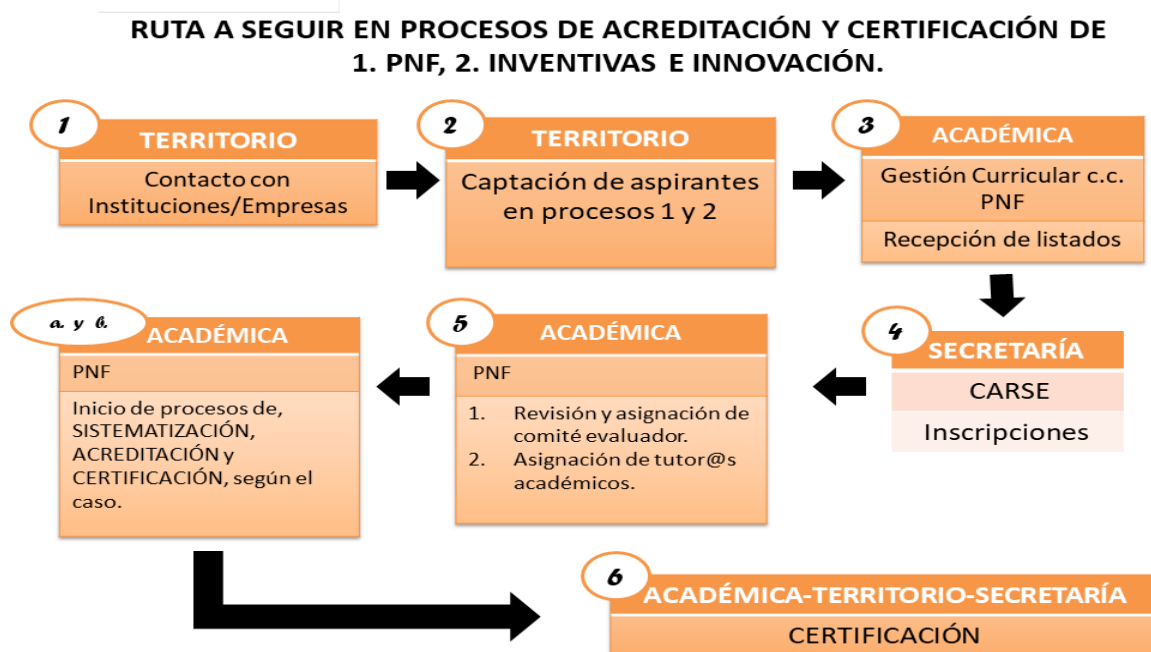 RUTA A SEGUIR EN PROCESOS DE ACREDITACIÓN Y CERTIFICACIÓN DE
1. PNF, 2. INVENTIVAS E INNOVACIÓN.
1
TERRITORIO
Contacto con
Instituciones/Empresas
2
TERRITORIO
Captación de aspirantes
en procesos 1 y 2
3
ACADÉMICA
Gestión Curricular c.c.
PNF
Recepción de listados
4
SECRETARÍA
CARSE
Inscripciones
5
ACADÉMICA
PNF
1. Revisión y asignación de
comité evaluador.
2. Asignación de tutor@s
académicos.
a. y b.
ACADÉMICA
PNF
Inicio de procesos de,
SISTEMATIZACIÓN,
ACREDITACIÓN y
CERTIFICACIÓN, según el
caso.
6
ACADÉMICA-TERRITORIO-SECRETARÍA
CERTIFICACIÓN